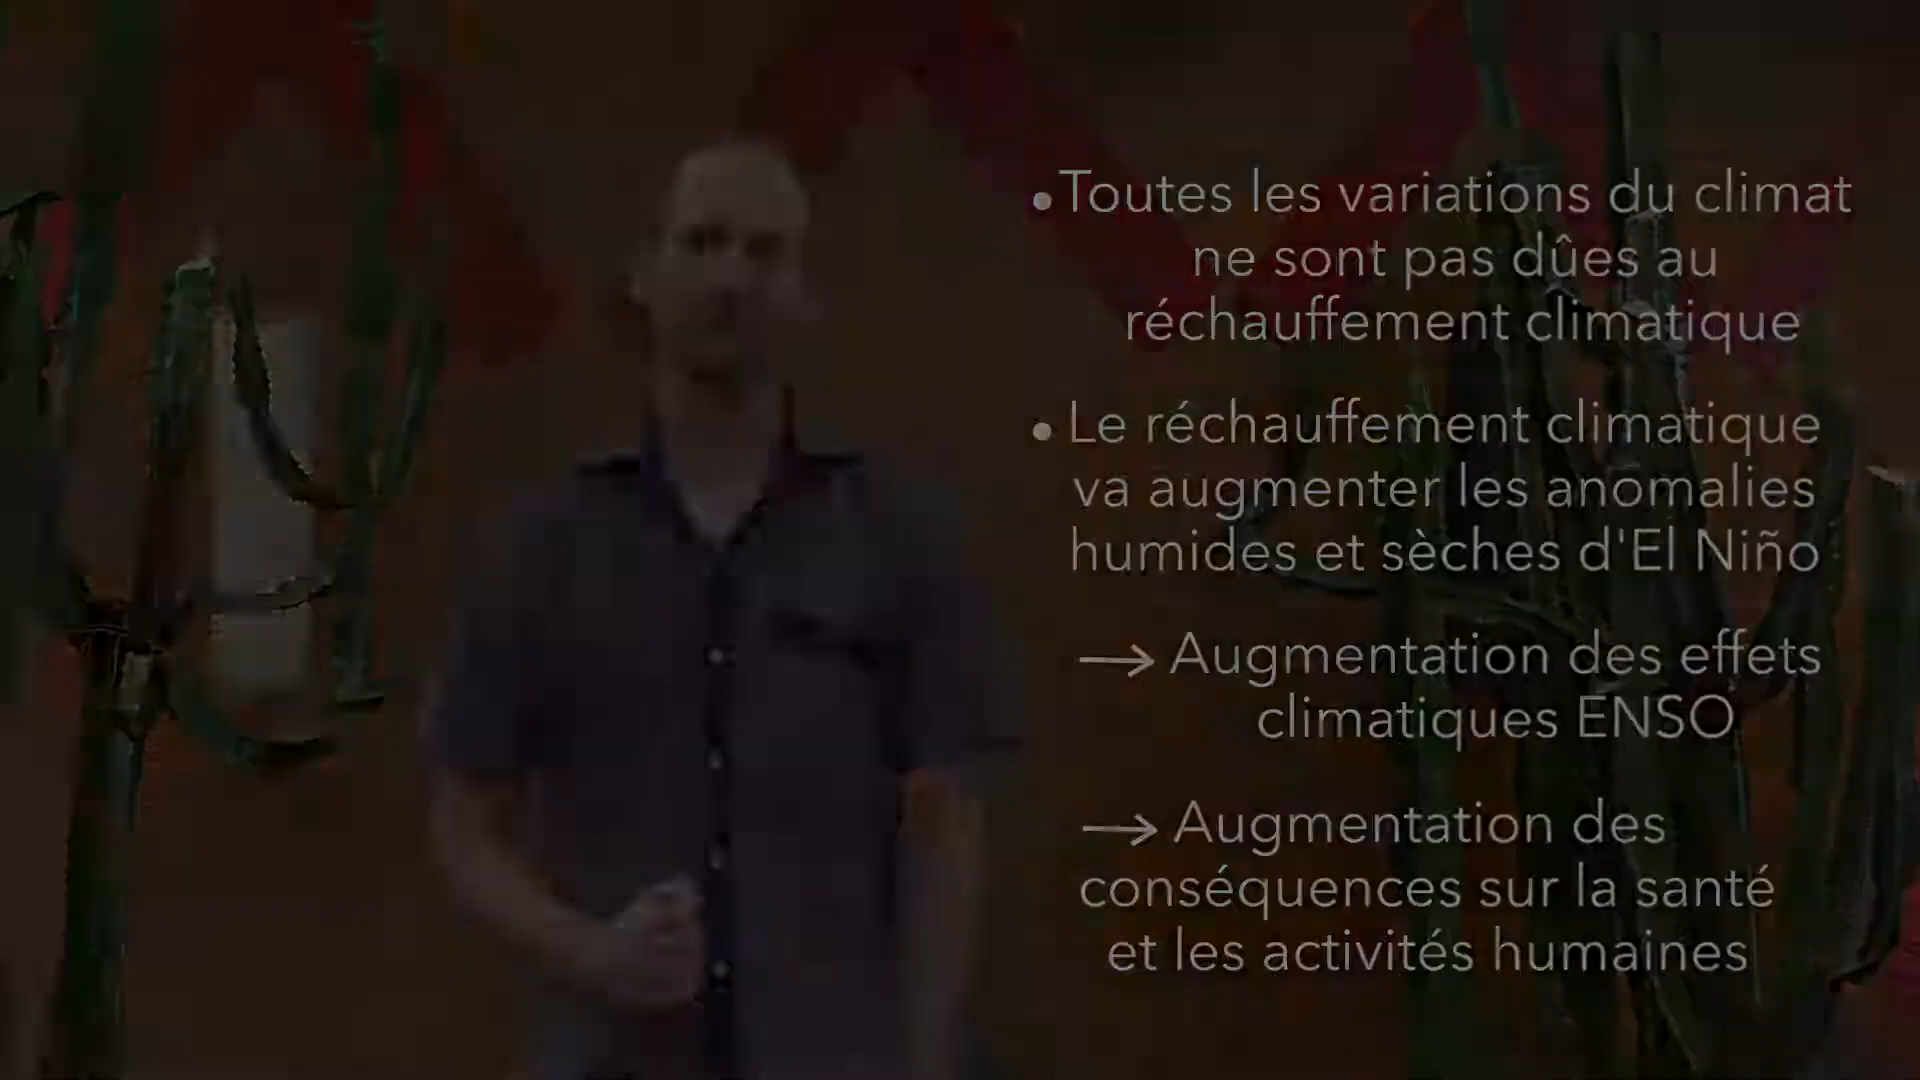 •Toutes les variations du climat
ne sont pas dûes au
réchauffement climatique
• Le réchauffement climatique
va augmenter les anomalies
humides et sèches d'El Niño
→ Augmentation des effets
climatiques ENSO
→ Augmentation des
conséquences sur la santé
et les activités humaines